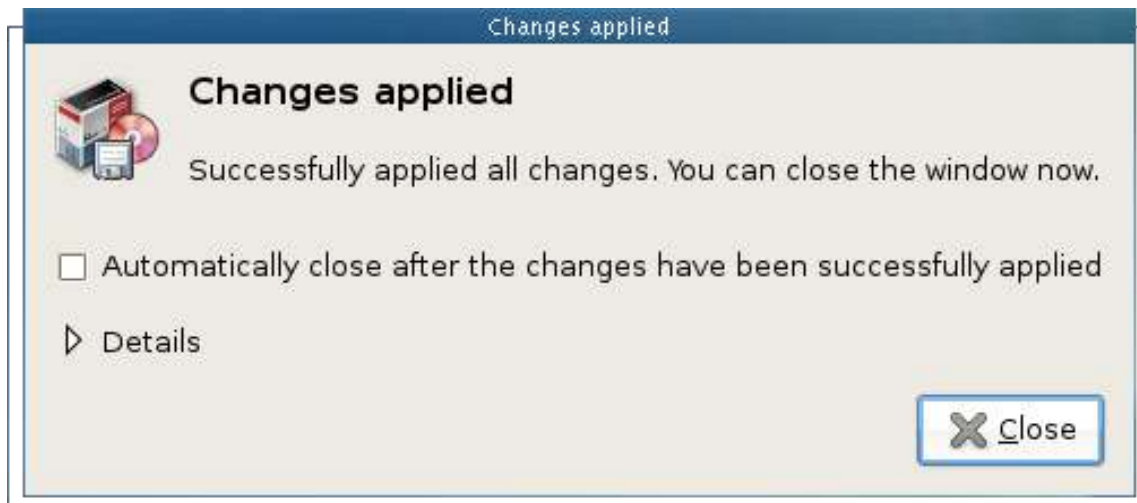 Changes applied
Changes applied
Successfully applied all changes. You can close the window now.
Automatically close after the changes have been successfully applied
Details
Close